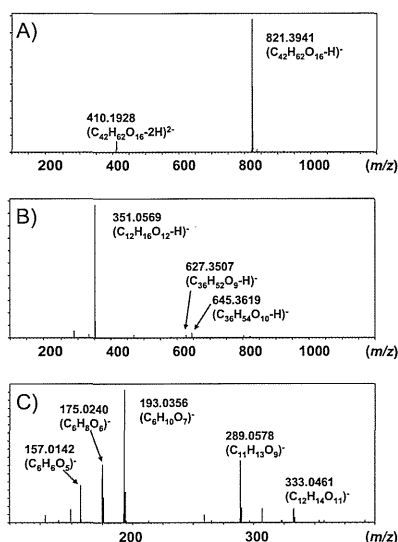 A)
821.3941
(C₄₂H₆₂O₁₆-H)⁻
410.1928
(C₄₂H₆₂O₁₆-2H)²⁻
200 400 600 800 1000 (m/z)
B)
351.0569
(C₁₂H₁₆O₁₂-H)⁻
627.3507
(C₃₆H₅₂O₉-H)⁻
645.3619
(C₃₆H₅₄O₁₀-H)⁻
200 400 600 800 1000 (m/z)
C)
193.0356
(C₆H₁₀O₇)⁻
175.0240
(C₆H₈O₆)⁻
157.0142
(C₆H₆O₅)⁻
289.0578
(C₁₁H₁₃O₉)⁻
333.0461
(C₁₂H₁₄O₁₁)⁻
200 300 (m/z)